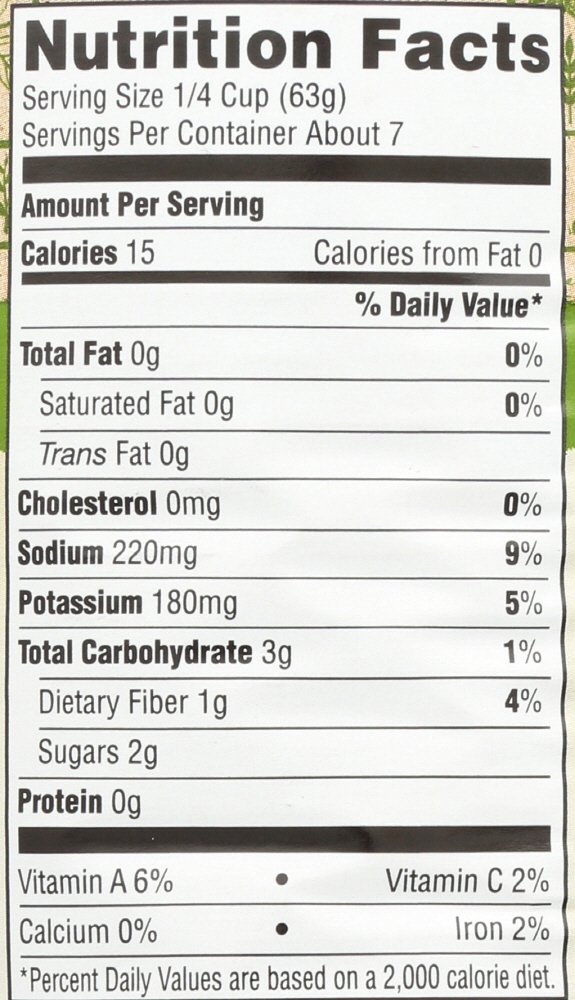 Nutrition Facts
Serving Size 1/4 Cup (63g)
Servings Per Container About 7
Amount Per Serving
Calories 15 Calories from Fat 0
% Daily Value*
Total Fat 0g 0%
Saturated Fat 0g 0%
Trans Fat 0g
Cholesterol 0mg 0%
Sodium 220mg 9%
Potassium 180mg 5%
Total Carbohydrate 3g 1%
Dietary Fiber 1g 4%
Sugars 2g
Protein 0g
Vitamin A 6% • Vitamin C 2%
Calcium 0% • Iron 2%
*Percent Daily Values are based on a 2,000 calorie diet.